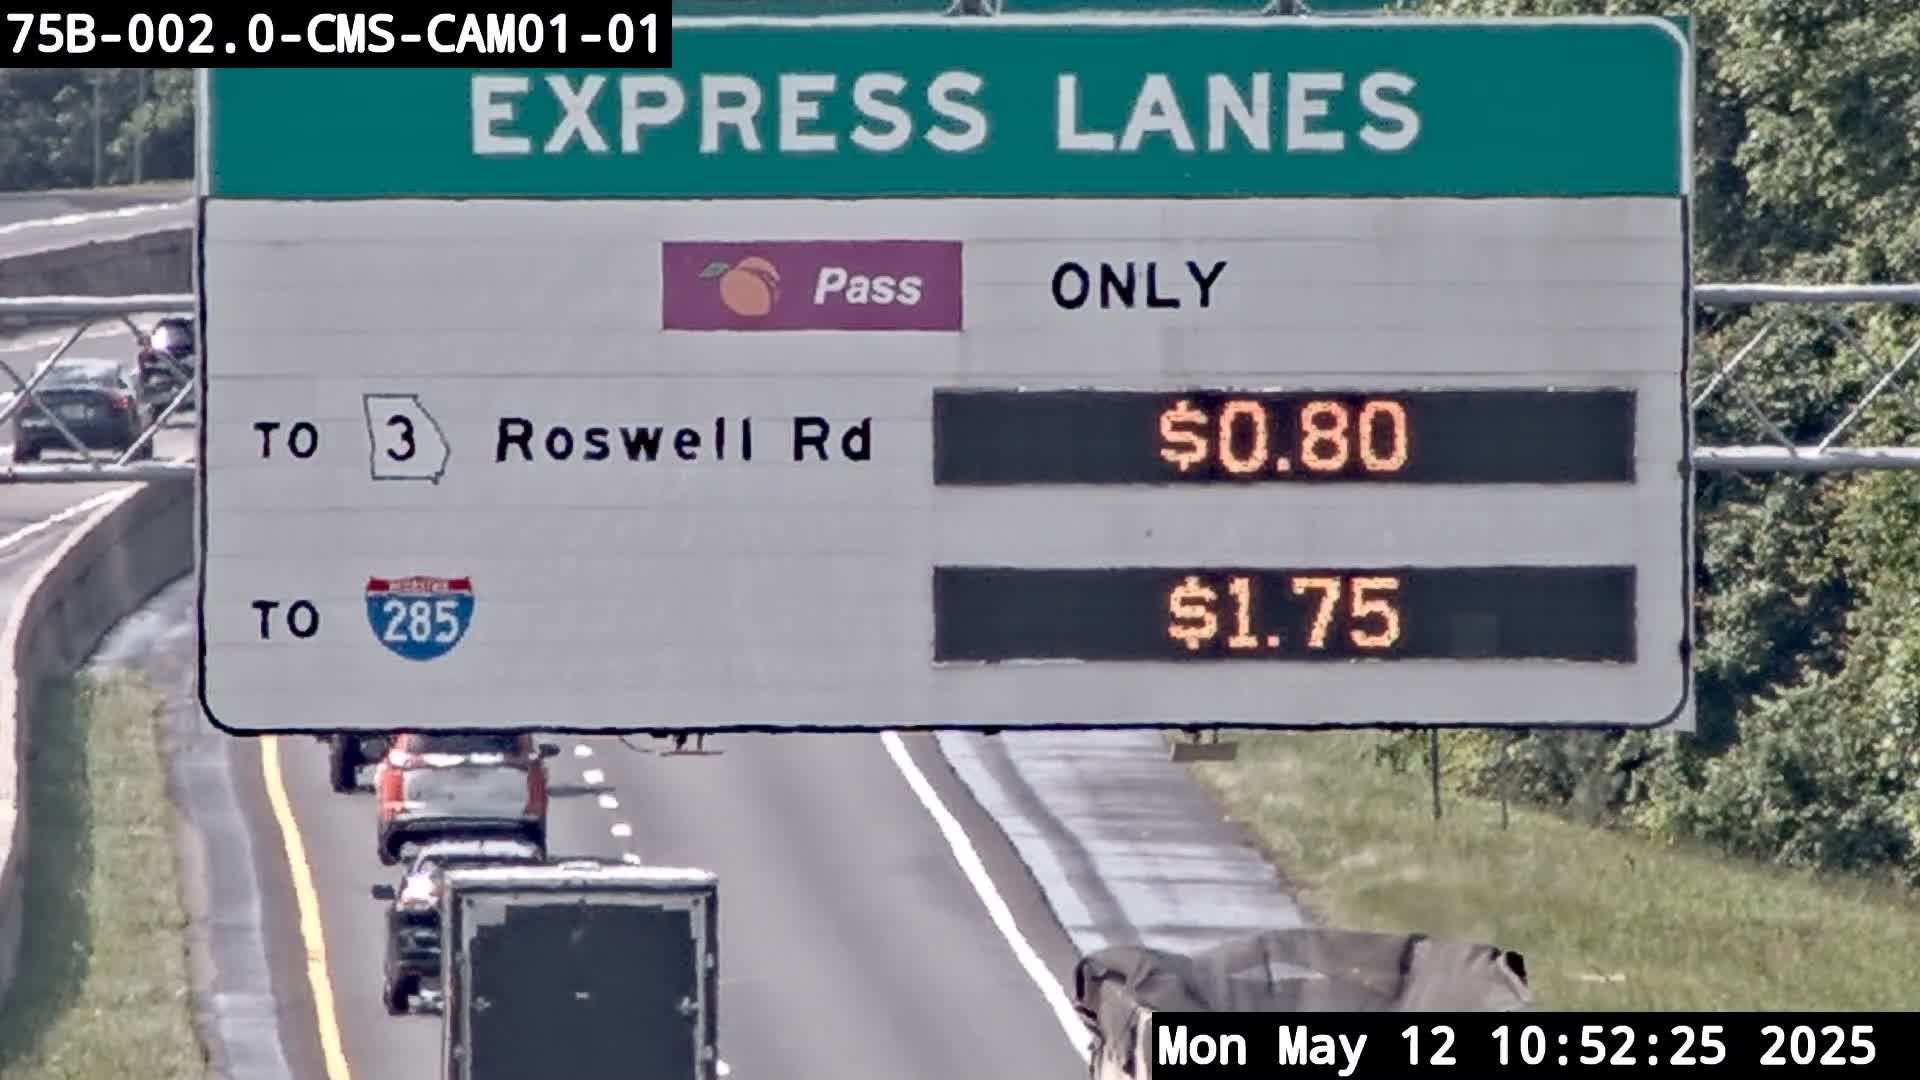 75B-002.0-CMS-CAM01-01
EXPRESS LANES
Pass ONLY
TO 3 Roswell Rd $0.80
INTERSTATE
TO 285 $1.75
Mon May 12 10:52:25 2025